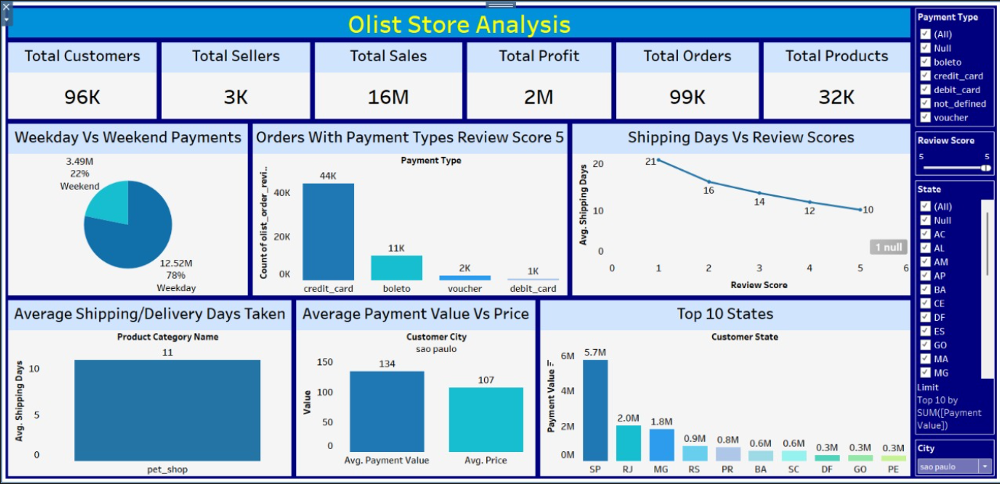 Olist Store Analysis
Total Customers
96K
Total Sellers
3K
Total Sales
16M
Total Profit
2M
Total Orders
99K
Total Products
32K
Weekday Vs Weekend Payments
3.49M
22%
Weekend
12.52M
78%
Weekday
Orders With Payment Types Review Score 5
Payment Type
Count of olist_order_revi..
40K
20K
0K
44K
11K
2K
1K
credit_card
boleto
voucher
debit_card
Shipping Days Vs Review Scores
Avg. Shipping Days
20
10
0
21
16
14
12
10
1 null
0
1
2
3
4
5
6
Review Score
Average Shipping/Delivery Days Taken
Product Category Name
Avg. Shipping Days
10
5
0
11
pet_shop
Average Payment Value Vs Price
Customer City
sao paulo
Value
150
100
50
0
134
107
Avg. Payment Value
Avg. Price
Top 10 States
Customer State
Payment Value
6M
4M
2M
0M
5.7M
2.0M
1.8M
0.9M
0.8M
0.6M
0.6M
0.3M
0.3M
0.3M
SP
RJ
MG
RS
PR
BA
SC
DF
GO
PE
Payment Type
(All)
Null
boleto
credit_card
debit_card
not_defined
voucher
Review Score
5
5
State
(All)
Null
AC
AL
AM
AP
BA
CE
DF
ES
GO
MA
MG
Limit
Top 10 by
SUM([Payment
Value])
City
sao paulo